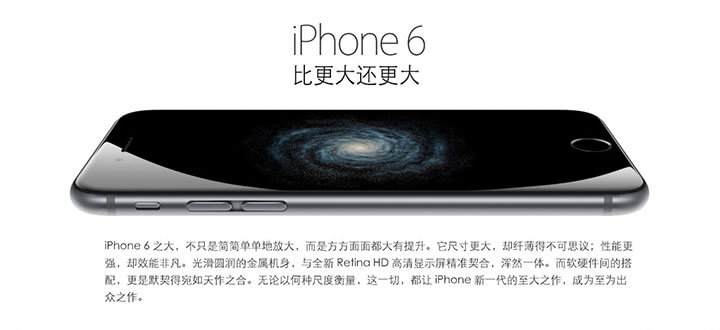 iPhone 6
比更大还更大
iPhone 6 之大，不只是简简单单地放大，而是方方面面都大有提升。它尺寸更大，却纤薄得不可思议；性能更
强，却效能非凡。光滑圆润的金属机身，与全新 Retina HD 高清显示屏精准契合，浑然一体。而软硬件间的搭
配，更是默契得宛如天作之合。无论以何种尺度衡量，这一切，都让 iPhone 新一代的至大之作，成为至为出
众之作。